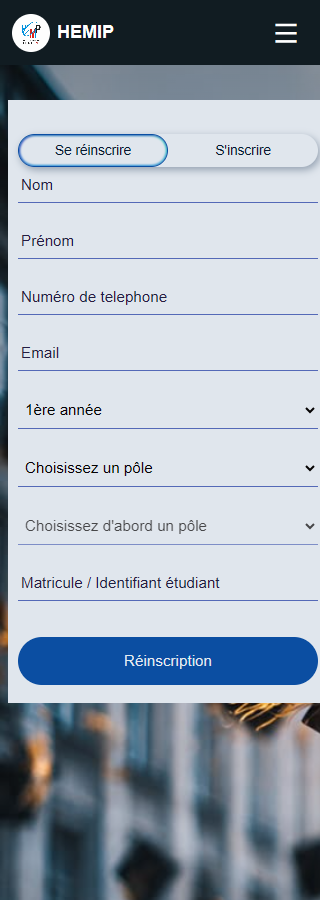 HEMIP
Se réinscrire
S'inscrire
Nom
Prénom
Numéro de telephone
Email
1ère année
Choisissez un pôle
Choisissez d'abord un pôle
Matricule / Identifiant étudiant
Réinscription